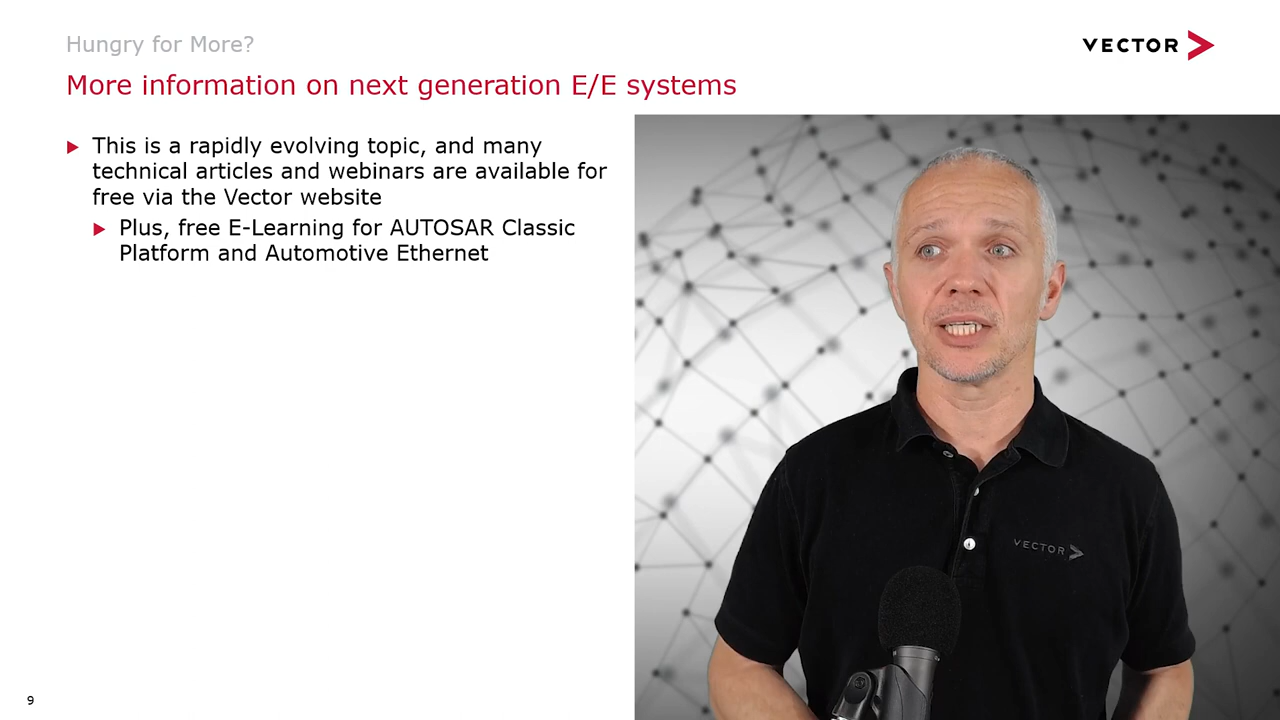 Hungry for More?
VECTOR
More information on next generation E/E systems
This is a rapidly evolving topic, and many
technical articles and webinars are available for
free via the Vector website
Plus, free E-Learning for AUTOSAR Classic
Platform and Automotive Ethernet
VECTOR
9